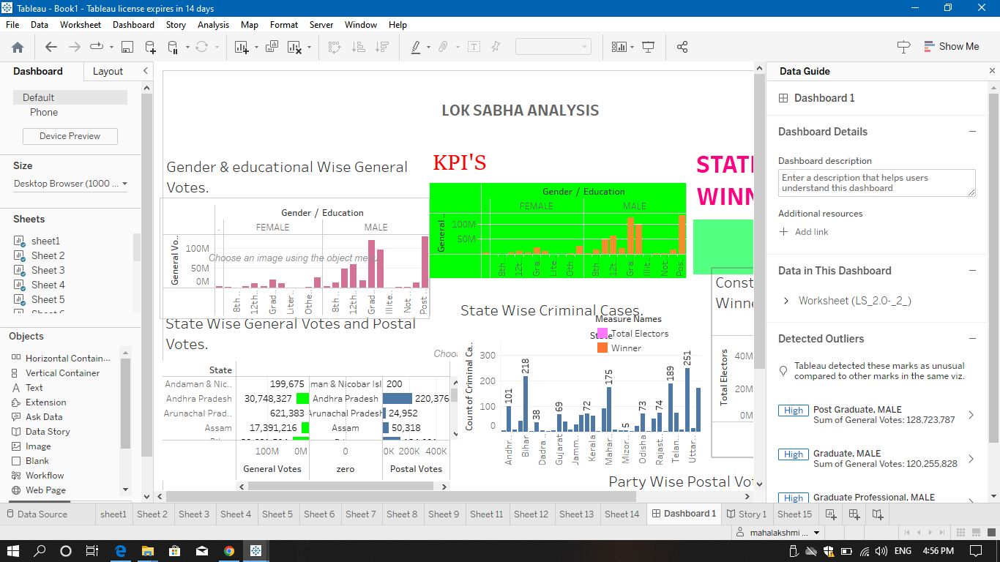 Tableau - Book1 - Tableau license expires in 14 days
File Data Worksheet Dashboard Story Analysis Map Format Server Window Help
Show Me
Dashboard Layout
Default
Phone
Device Preview
Size
Desktop Browser (1000 ...
Sheets
sheet1
Sheet 2
Sheet 3
Sheet 4
Sheet 5
Objects
Horizontal Contain...
Vertical Container
Text
Extension
Ask Data
Data Story
Image
Blank
Workflow
Web Page
LOK SABHA ANALYSIS
Gender & educational Wise General
Votes.
Gender / Education
FEMALE MALE
General Vo..
100M
50M
0M
Choose an image using the object menu
8th .. 12th.. Grad.. Liter.. Othe.. 8th .. 12th.. Grad.. Illite.. Not .. Post ..
KPI'S
Gender / Education
FEMALE MALE
General ..
100M
50M
8th .. 12t.. Gra.. Lite.. Oth.. 8th .. 12t.. Gra.. Illit.. Not.. Pos..
State Wise General Votes and Postal
Votes.
Choo
State
Andaman & Nic.. 199,675 man & Nicobar Isl 200
Andhra Pradesh 30,748,327 Andhra Pradesh 220,376
Arunachal Prad.. 621,383 Arunachal Pradesh 24,952
Assam 17,391,216 Assam 50,318
100M 0M 0 0K 200K 400K
General Votes zero Postal Votes
State Wise Criminal Cases.
Measure Names
Total Electors
State
Winner
Count of Criminal Ca..
300
200
100
0
101 218 38 69 72 175 5 73 74 189 251
Andhr.. Bihar Dadra .. Gujarat Jamm.. Kerala Mahar.. Mizor.. Odisha Rajast.. Telan.. Uttar..
Const
Winne
Total Electors
40M
20M
0M
Party Wise Postal Vot
Data Guide
Dashboard 1
Dashboard Details
Dashboard description
Enter a description that helps users
understand this dashboard
Additional resources
Add link
Data in This Dashboard
Worksheet (LS_2.0-_2_)
Detected Outliers
Tableau detected these marks as unusual
compared to other marks in the same viz.
High Post Graduate, MALE
Sum of General Votes: 128,723,787
High Graduate, MALE
Sum of General Votes: 120,255,828
High Graduate Professional, MALE
Data Source sheet1 Sheet 2 Sheet 3 Sheet 4 Sheet 5 Sheet 6 Sheet 7 Sheet 8 Sheet 9 Sheet 11 Sheet 12 Sheet 13 Sheet 14 Dashboard 1 Story 1 Sheet 15
mahalakshmi ...
ENG 4:56 PM